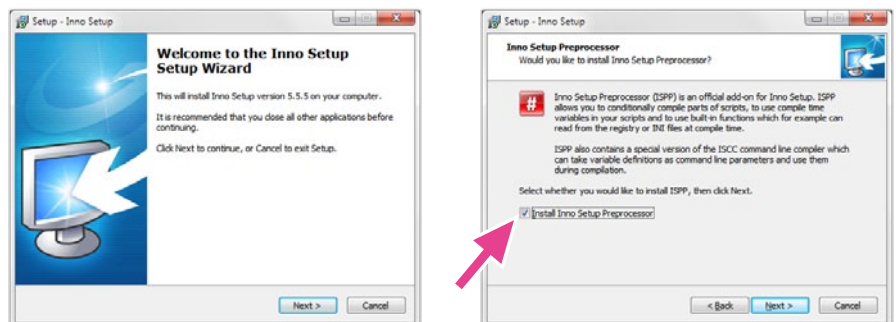 Setup - Inno Setup
Welcome to the Inno Setup
Setup Wizard
This will install Inno Setup version 5.5.5 on your computer.
It is recommended that you close all other applications before
continuing.
Click Next to continue, or Cancel to exit Setup.
Next >
Cancel
Setup - Inno Setup
Inno Setup Preprocessor
Would you like to install Inno Setup Preprocessor?
#
Inno Setup Preprocessor (ISPP) is an official add-on for Inno Setup. ISPP
allows you to conditionally compile parts of scripts, to use compile time
variables in your scripts and to use built-in functions which for example can
read from the registry or INI files at compile time.
ISPP also contains a special version of the ISCC command line compiler which
can take variable definitions as command line parameters and use them
during compilation.
Select whether you would like to install ISPP, then click Next.
Install Inno Setup Preprocessor
< Back
Next >
Cancel